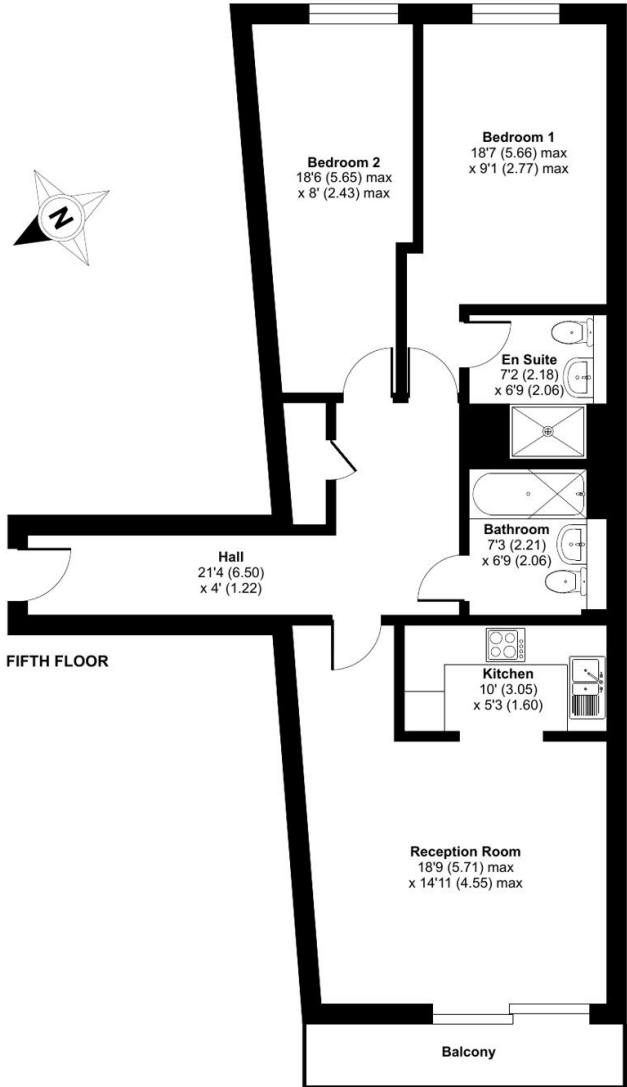 Bedroom 2
18'6 (5.65) max
x 8' (2.43) max
Bedroom 1
18'7 (5.66) max
x 9'1 (2.77) max
N
En Suite
7'2 (2.18)
x 6'9 (2.06)
Bathroom
7'3 (2.21)
x 6'9 (2.06)
Hall
21'4 (6.50)
x 4' (1.22)
FIFTH FLOOR
Kitchen
10' (3.05)
x 5'3 (1.60)
Reception Room
18'9 (5.71) max
x 14'11 (4.55) max
Balcony